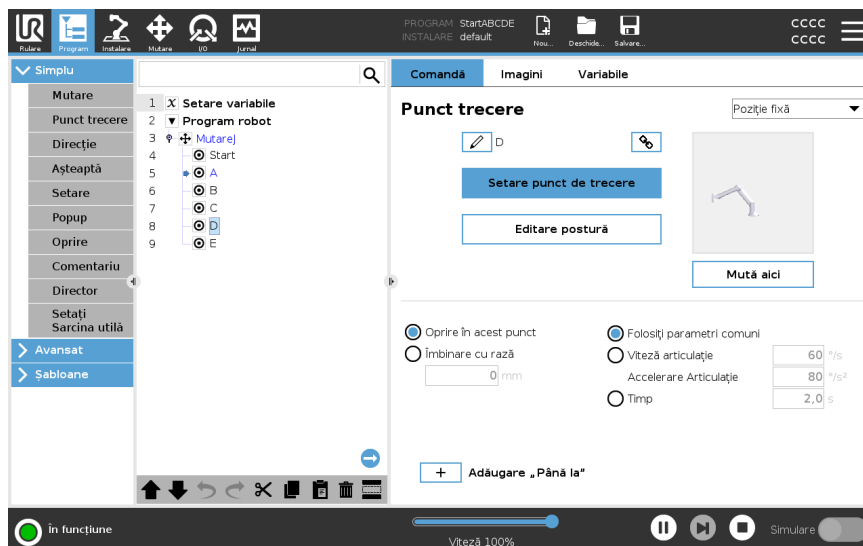 UR
Rulare
Program
Instalare
Mutare
I/O
Jurnal
PROGRAM StartABCDE
INSTALARE default
Nou...
Deschide...
Salvare...
cccc
cccc
Simplu
Mutare
Punct trecere
Direcție
Așteaptă
Setare
Popup
Oprire
Comentariu
Director
Setați
Sarcina utilă
Avansat
Șabloane
1 X Setare variabile
2 Program robot
3 MutareJ
4 Start
5 A
6 B
7 C
8 D
9 E
Comandă Imagini Variabile
Punct trecere
Poziție fixă
D
Setare punct de trecere
Editare postură
Mută aici
Oprire în acest punct
Îmbinare cu rază
0 mm
Folosiți parametri comuni
Viteză articulație 60 °/s
Accelerare Articulație 80 °/s²
Timp 2,0 s
+ Adăugare „Până la”
În funcțiune
Viteză 100%
Simulare